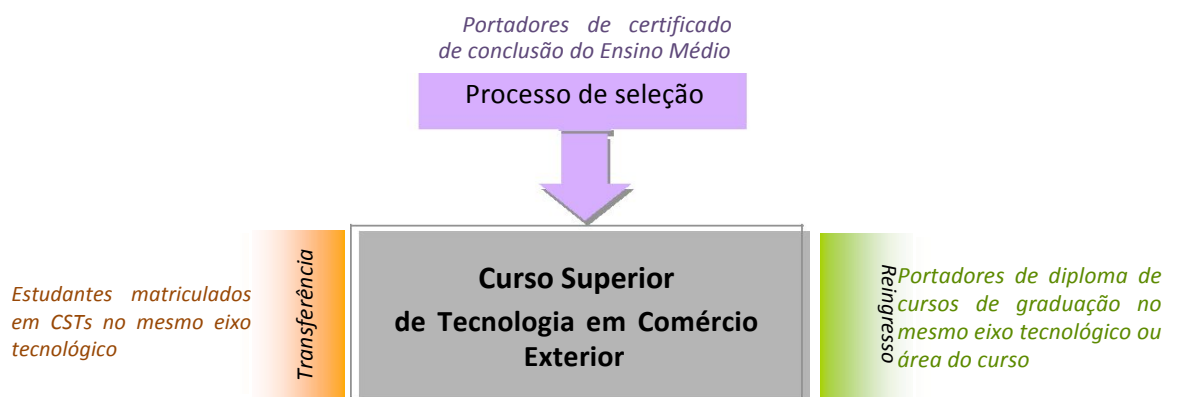 Portadores de certificado
de conclusão do Ensino Médio
Processo de seleção
Estudantes matriculados
em CSTs no mesmo eixo
tecnológico
Transferência
Curso Superior
de Tecnologia em Comércio
Exterior
Reingresso
Portadores de diploma de
cursos de graduação no
mesmo eixo tecnológico ou
área do curso